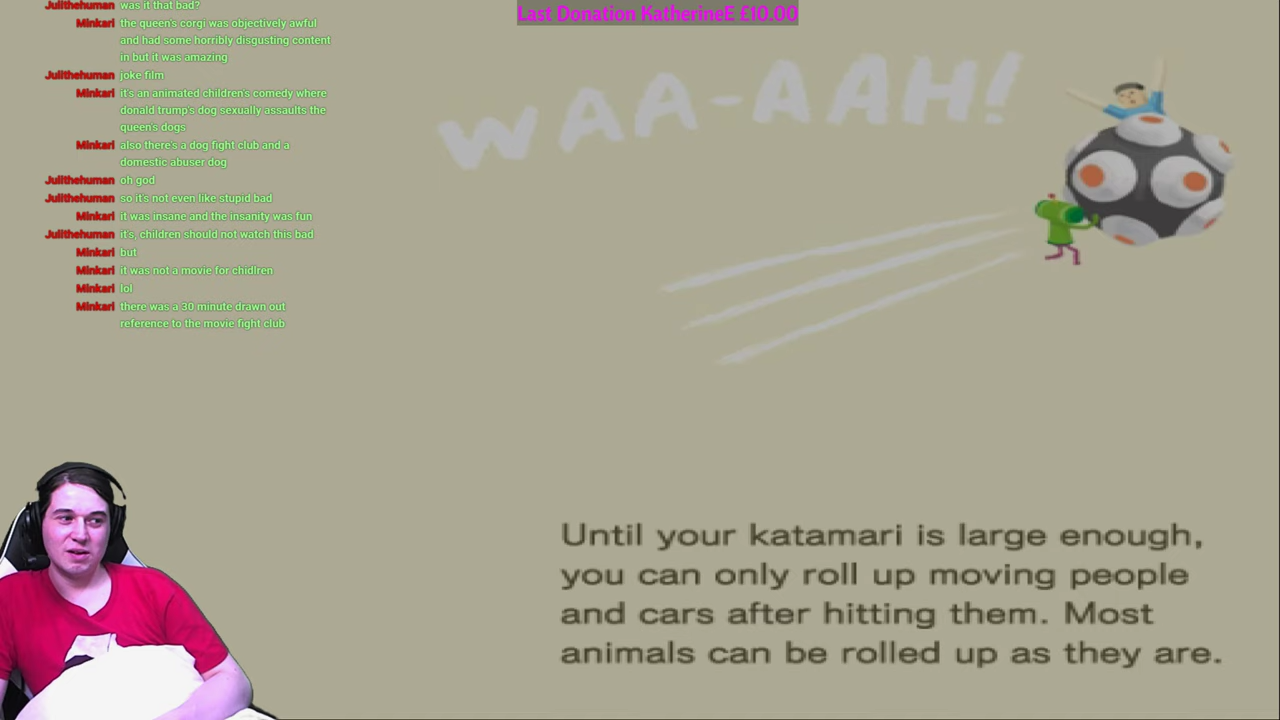 Julithehuman was it that bad?
Minkari the queen's corgi was objectively awful
and had some horribly disgusting content
in but it was amazing
Julithehuman joke film
Minkari it's an animated children's comedy where
donald trump's dog sexually assaults the
queen's dogs
Minkari also there's a dog fight club and a
domestic abuser dog
Julithehuman oh god
Julithehuman so it's not even like stupid bad
Minkari it was insane and the insanity was fun
Julithehuman it's, children should not watch this bad
Minkari but
Minkari it was not a movie for chidlren
Minkari lol
Minkari there was a 30 minute drawn out
reference to the movie fight club
Last Donation KatherineE £10.00
WAA-AAH!
Until your katamari is large enough,
you can only roll up moving people
and cars after hitting them. Most
animals can be rolled up as they are.